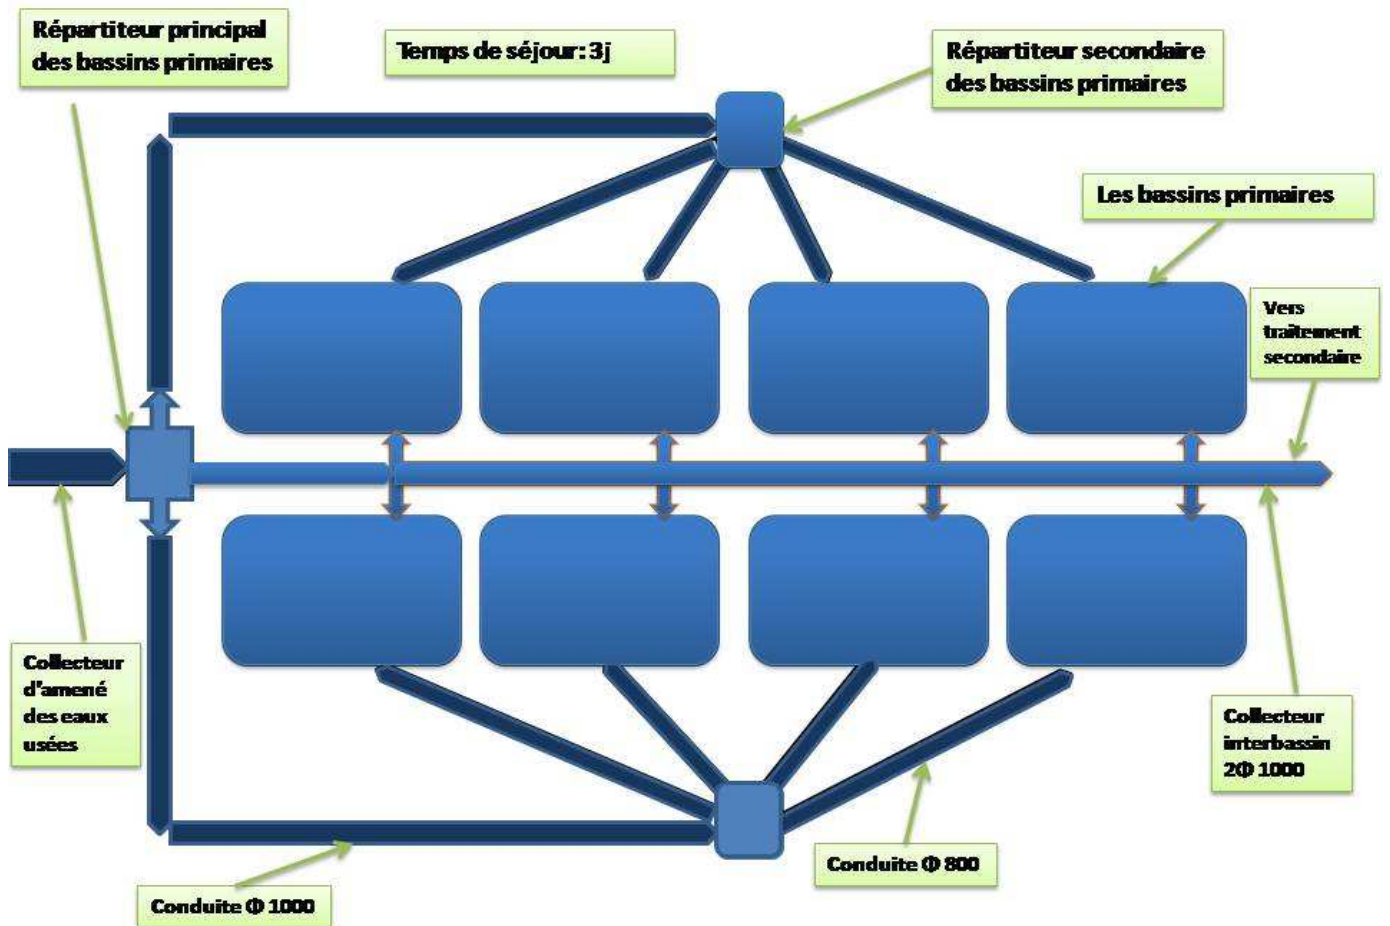 Répartiteur principal
des bassins primaires
Temps de séjour: 3j
Répartiteur secondaire
des bassins primaires
Les bassins primaires
Vers
traitement
secondaire
Collecteur
d'amené
des eaux
usées
Collecteur
interbassin
2Φ 1000
Conduite Φ 800
Conduite Φ 1000